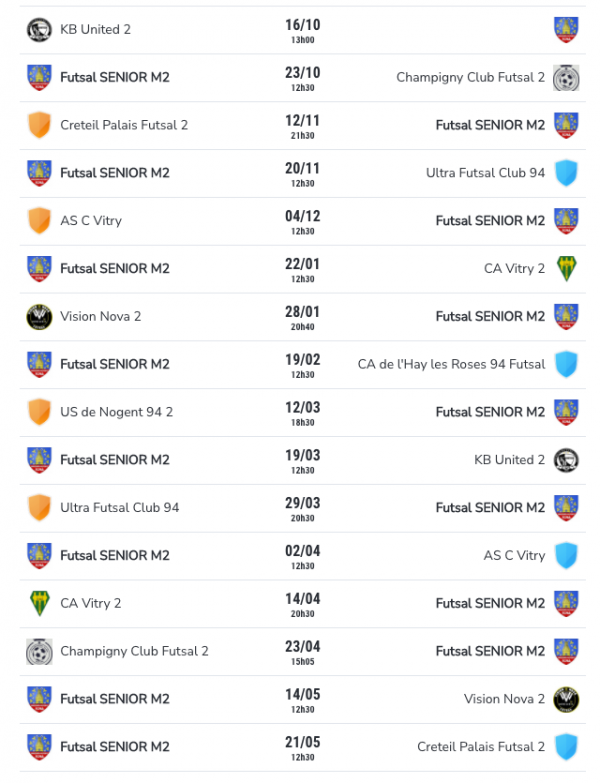 KB United 2 16/10
13h00
Futsal SENIOR M2 23/10 Champigny Club Futsal 2
12h30
Creteil Palais Futsal 2 12/11 Futsal SENIOR M2
21h30
Futsal SENIOR M2 20/11 Ultra Futsal Club 94
12h30
AS C Vitry 04/12 Futsal SENIOR M2
12h30
Futsal SENIOR M2 22/01 CA Vitry 2
12h30
Vision Nova 2 28/01 Futsal SENIOR M2
20h40
Futsal SENIOR M2 19/02 CA de l'Hay les Roses 94 Futsal
12h30
US de Nogent 94 2 12/03 Futsal SENIOR M2
18h30
Futsal SENIOR M2 19/03 KB United 2
12h30
Ultra Futsal Club 94 29/03 Futsal SENIOR M2
20h30
Futsal SENIOR M2 02/04 AS C Vitry
12h30
CA Vitry 2 14/04 Futsal SENIOR M2
20h30
Champigny Club Futsal 2 23/04 Futsal SENIOR M2
15h05
Futsal SENIOR M2 14/05 Vision Nova 2
12h30
Futsal SENIOR M2 21/05 Creteil Palais Futsal 2
12h30